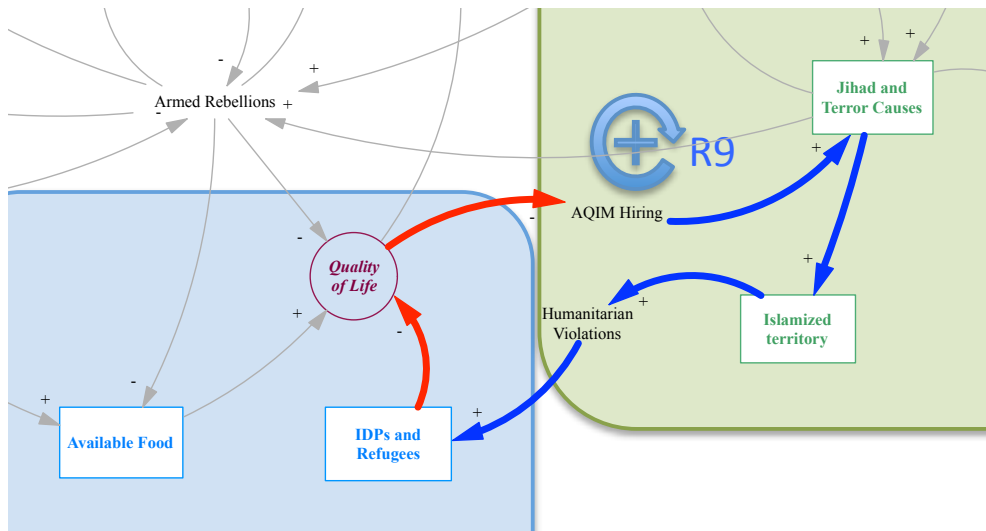 +
+
-
+
Jihad and
Terror Causes
Armed Rebellions
+
-
+
R9
AQIM Hiring
-
-
Quality
of Life
+
+
Humanitarian
Violations
+
Islamized
territory
-
-
+
+
Available Food
IDPs and
Refugees